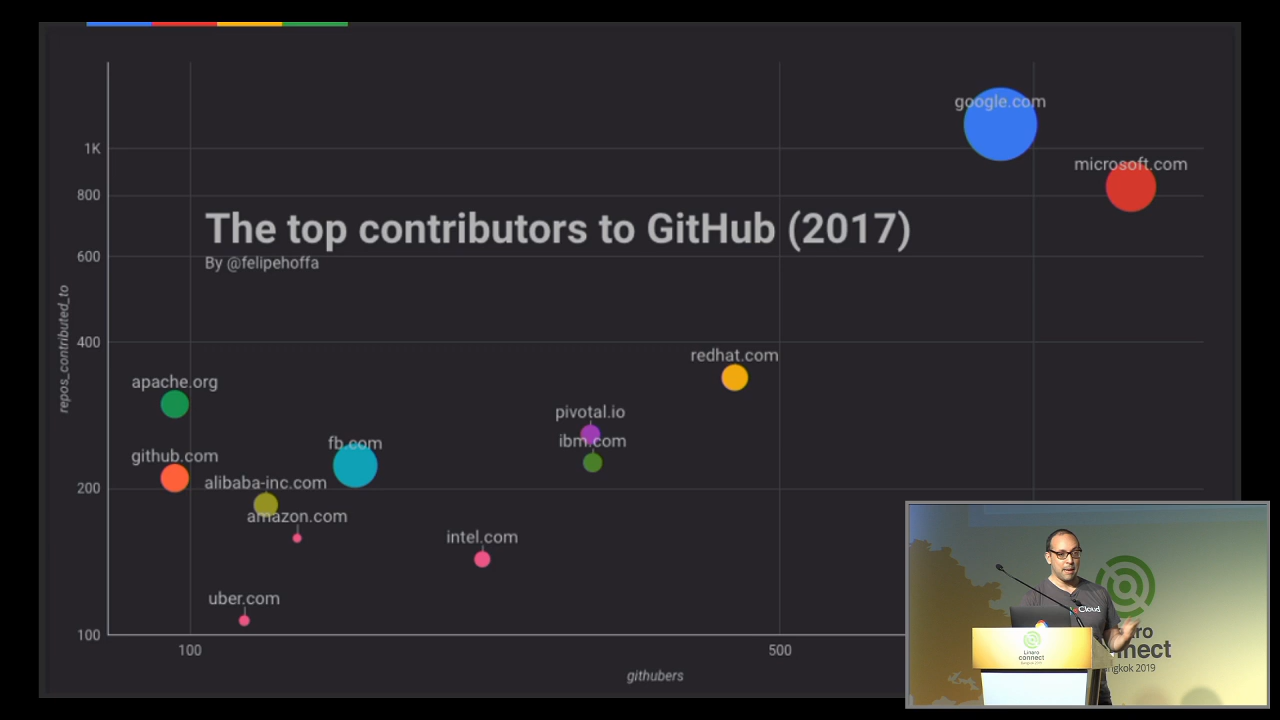 google.com
microsoft.com
1K
800
The top contributors to GitHub (2017)
By @felipehoffa
600
repos_contributed_to
400
redhat.com
apache.org
pivotal.io
fb.com
ibm.com
github.com
alibaba-inc.com
200
amazon.com
intel.com
uber.com
100
100
500
githubers
Cloud
Linaro
connect
Bangkok 2019